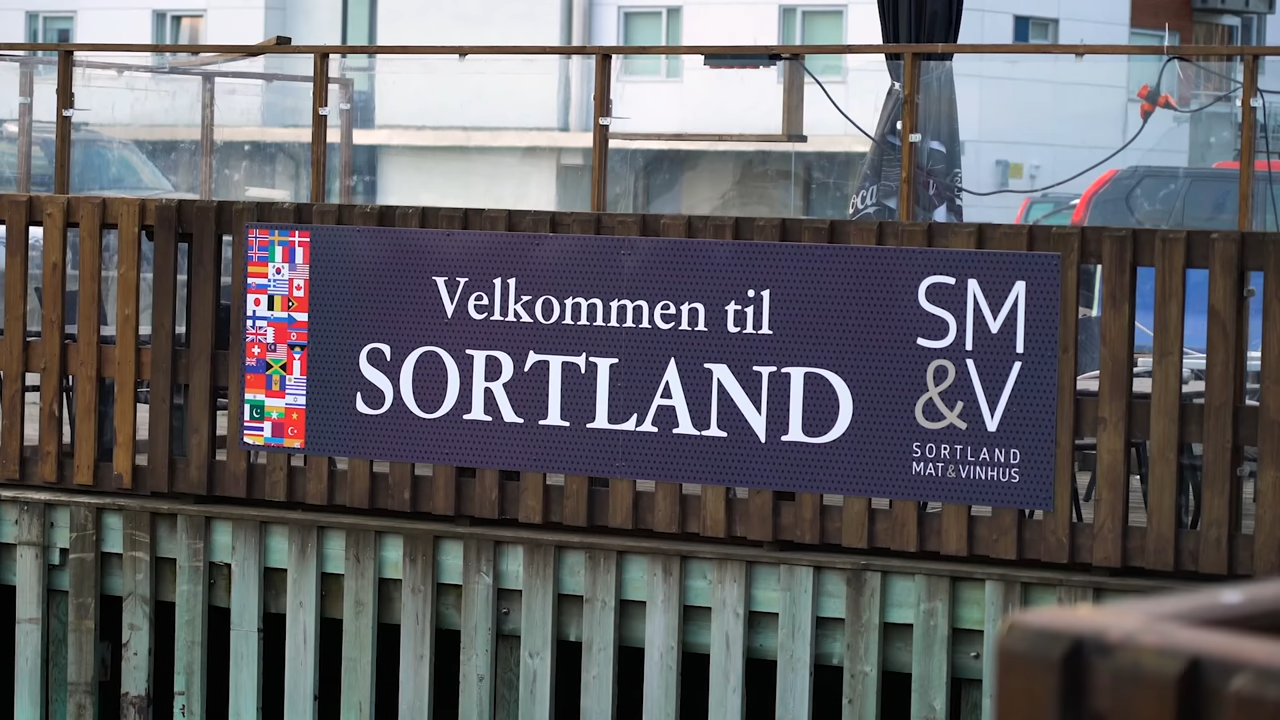 Velkommen til
SORTLAND
SM
&V
SORTLAND
MAT&VINHUS